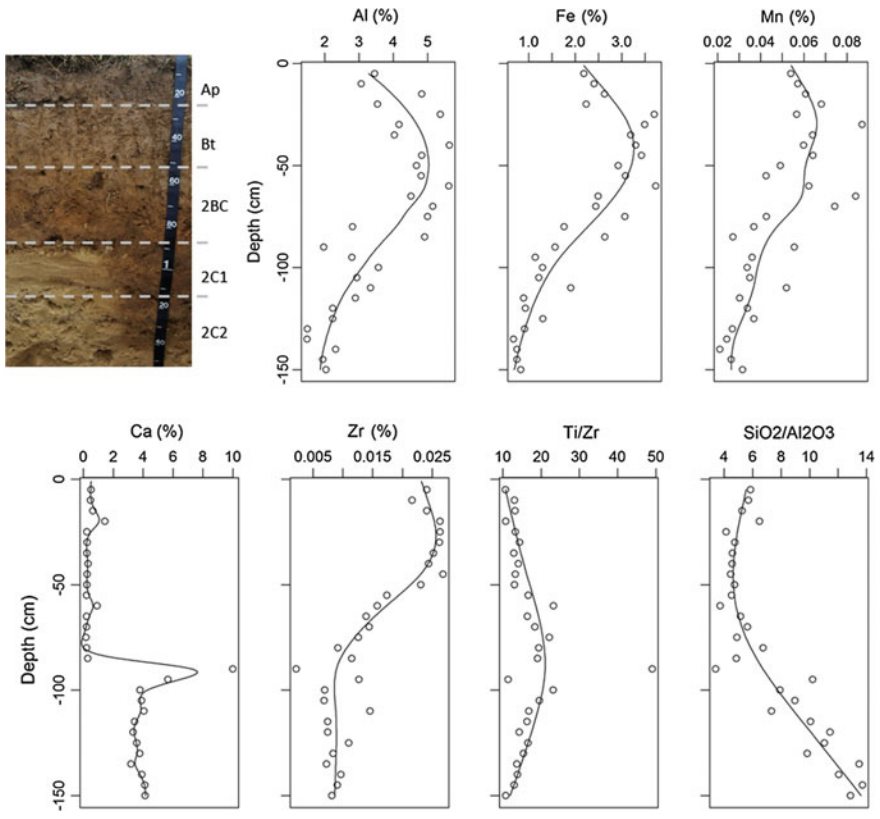 Al (%)
2 3 4 5
Fe (%)
1.0 2.0 3.0
Mn (%)
0.02 0.04 0.06 0.08
Ap
Bt
2BC
2C1
2C2
20
40
60
80
1
20
Depth (cm)
0
-50
-100
-150
Ca (%)
0 2 4 6 8 10
Zr (%)
0.005 0.015 0.025
Ti/Zr
10 20 30 40 50
SiO2/Al2O3
4 6 8 10 12 14
Depth (cm)
0
-50
-100
-150